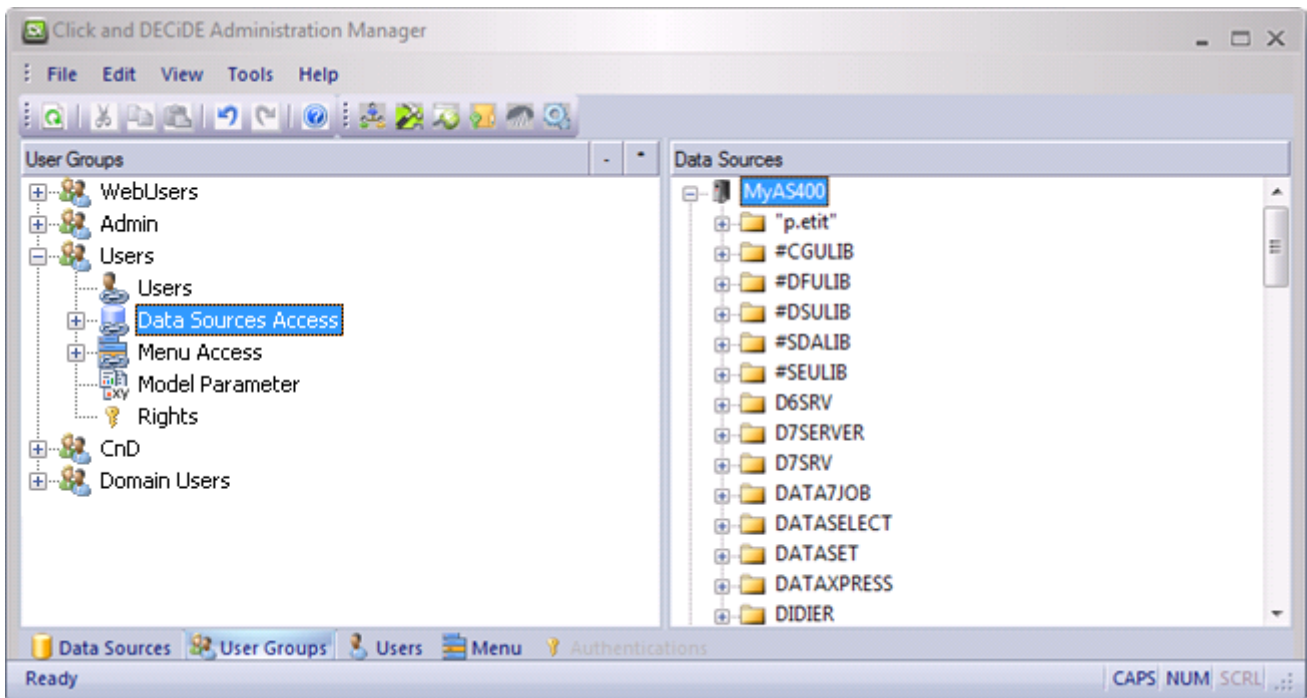 Click and DECiDE Administration Manager
File Edit View Tools Help
User Groups - *
WebUsers
Admin
Users
Users
Data Sources Access
Menu Access
Model Parameter
Rights
CnD
Domain Users
Data Sources
MyAS400
"p.etit"
#CGULIB
#DFULIB
#DSULIB
#SDALIB
#SEULIB
D6SRV
D7SERVER
D7SRV
DATA7JOB
DATASELECT
DATASET
DATAXPRESS
DIDIER
Data Sources User Groups Users Menu Authentications
Ready CAPS NUM SCRL